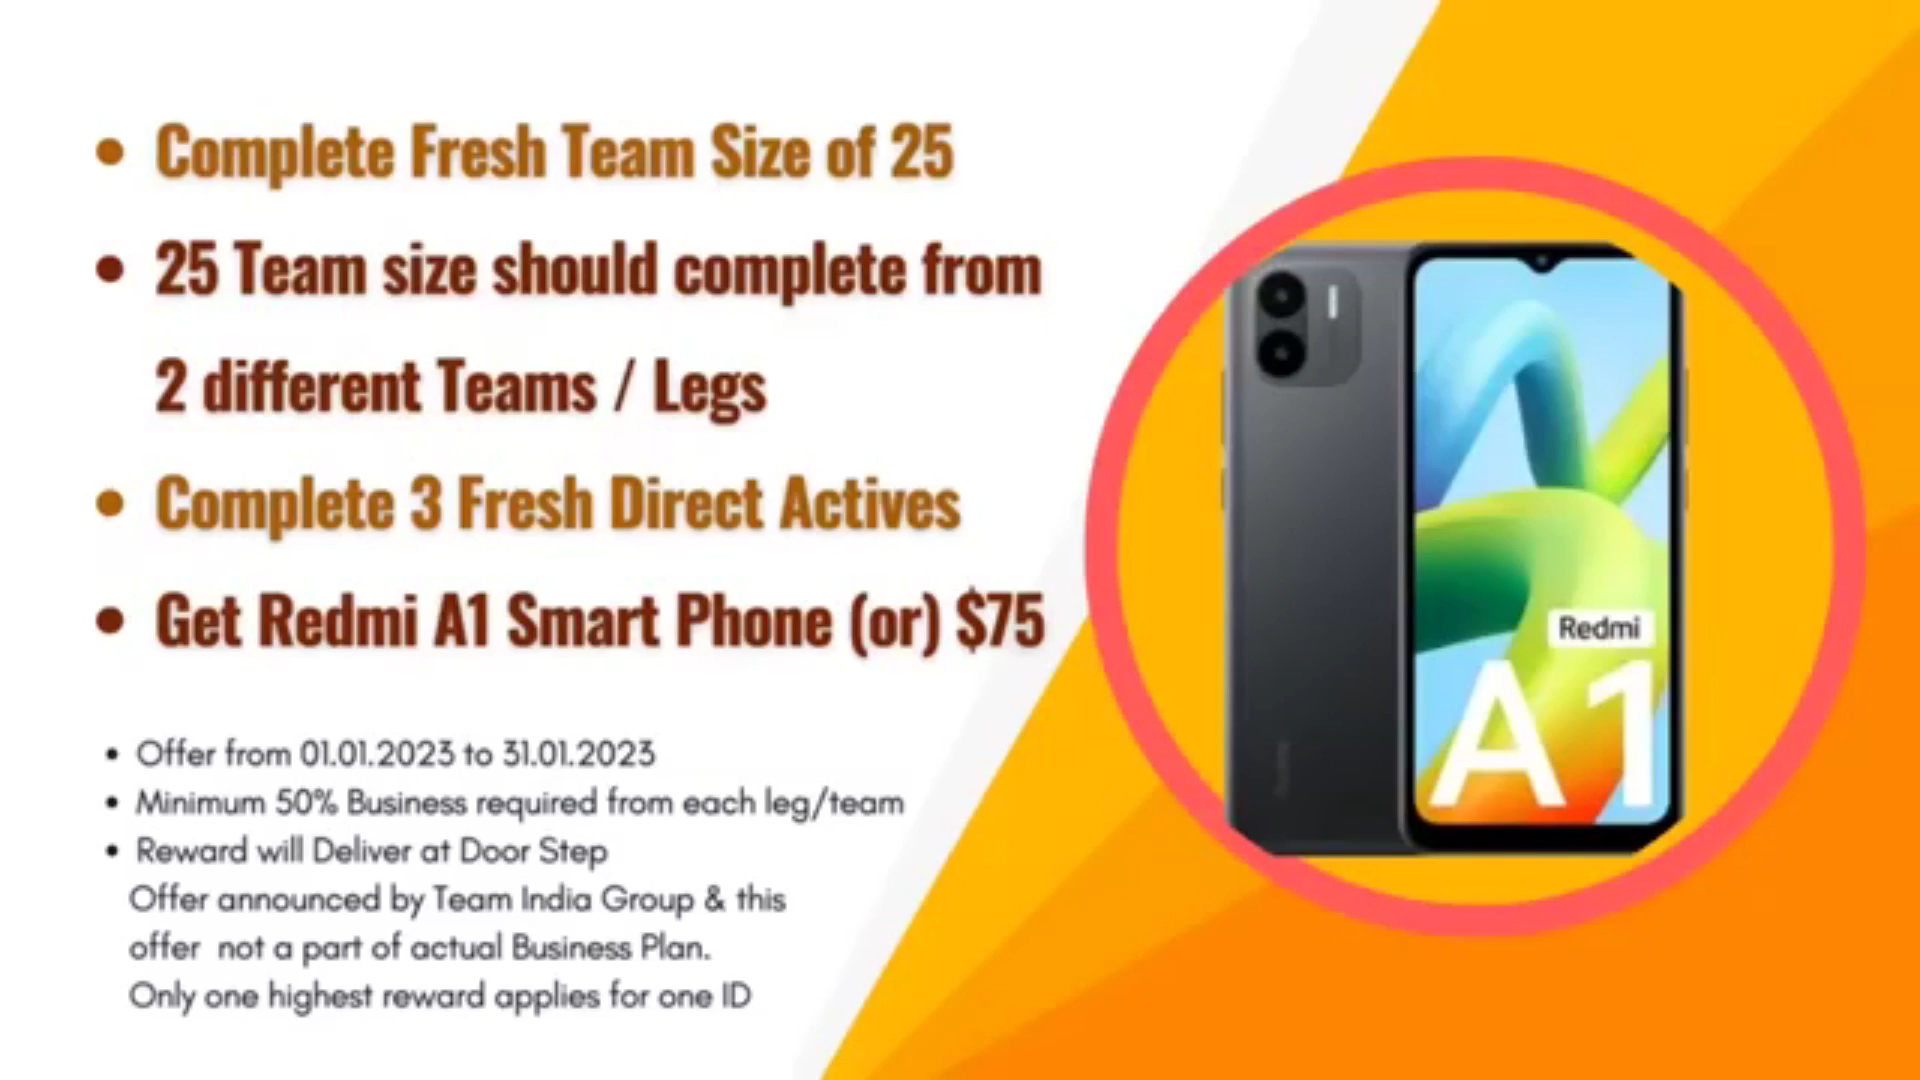 Complete Fresh Team Size of 25
25 Team size should complete from
2 different Teams / Legs
Complete 3 Fresh Direct Actives
Get Redmi A1 Smart Phone (or) $75
Offer from 01.01.2023 to 31.01.2023
Minimum 50% Business required from each leg/team
Reward will Deliver at Door Step
Offer announced by Team India Group & this
offer not a part of actual Business Plan.
Only one highest reward applies for one ID
Redmi
A1